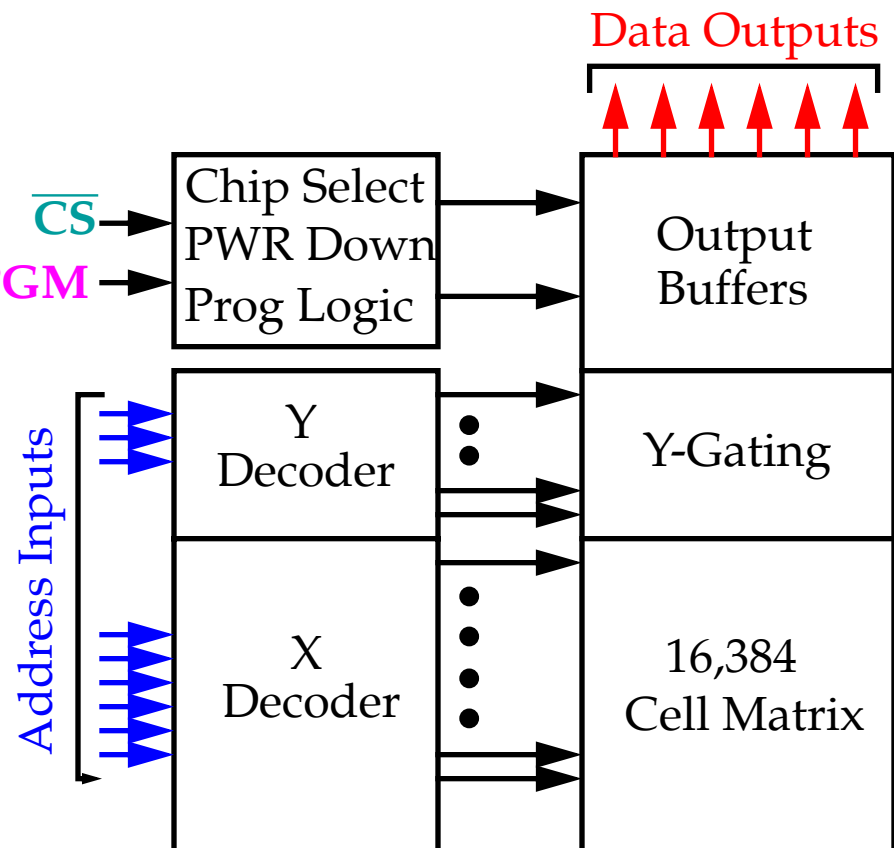 Data Outputs
CS
GM
Chip Select
PWR Down
Prog Logic
Output
Buffers
Address Inputs
Y
Decoder
Y-Gating
X
Decoder
16,384
Cell Matrix